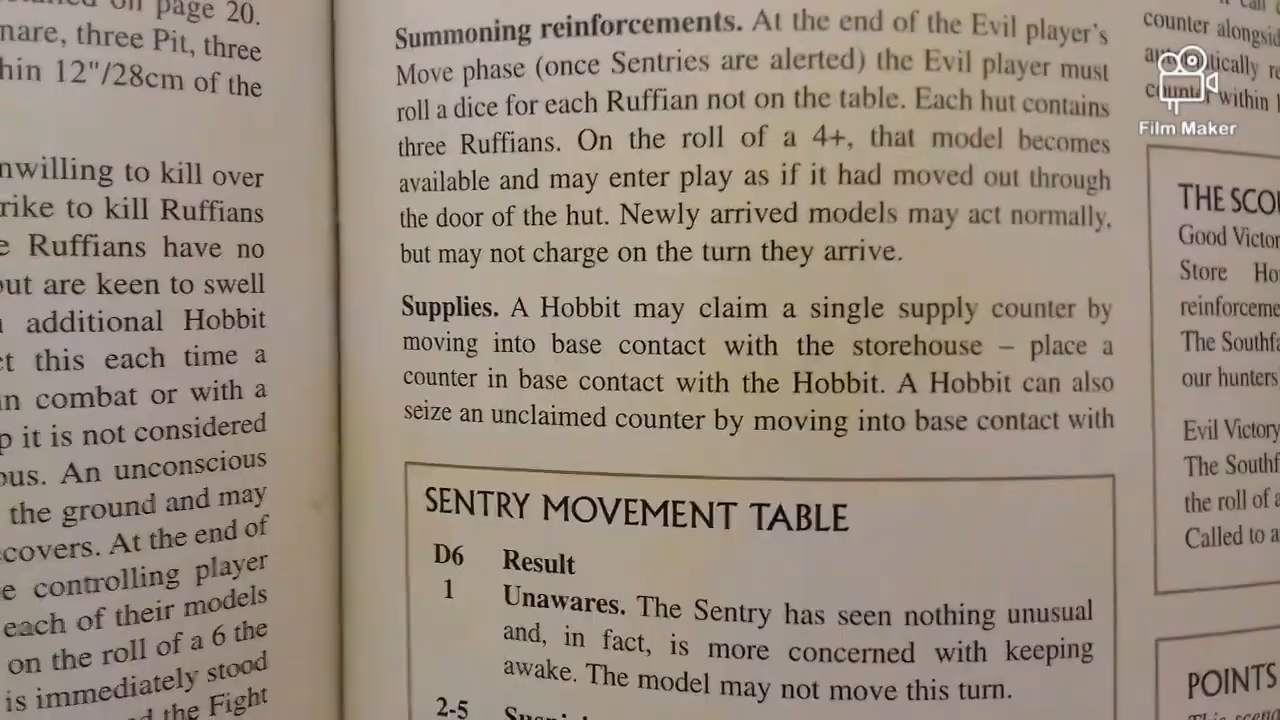 on page 20.
three Pit, three
12"/28cm of the
to kill over
to kill Ruffians
Ruffians have no
are keen to swell
additional Hobbit
this each time a
combat or with a
it is not considered
An unconscious
the ground and may
At the end of
controlling player
each of their models
on the roll of a 6 the
is immediately stood
the Fight
Summoning reinforcements. At the end of the Evil player's
Move phase (once Sentries are alerted) the Evil player must
roll a dice for each Ruffian not on the table. Each hut contains
three Ruffians. On the roll of a 4+, that model becomes
available and may enter play as if it had moved out through
the door of the hut. Newly arrived models may act normally,
but may not charge on the turn they arrive.
Supplies. A Hobbit may claim a single supply counter by
moving into base contact with the storehouse – place a
counter in base contact with the Hobbit. A Hobbit can also
seize an unclaimed counter by moving into base contact with
SENTRY MOVEMENT TABLE
D6 Result
1 Unawares. The Sentry has seen nothing unusual
and, in fact, is more concerned with keeping
awake. The model may not move this turn.
2-5
counter
within
Film Maker
THE
Good
Store
The
our hunters
Evil Victory
The
the roll of
Called to a
POINTS